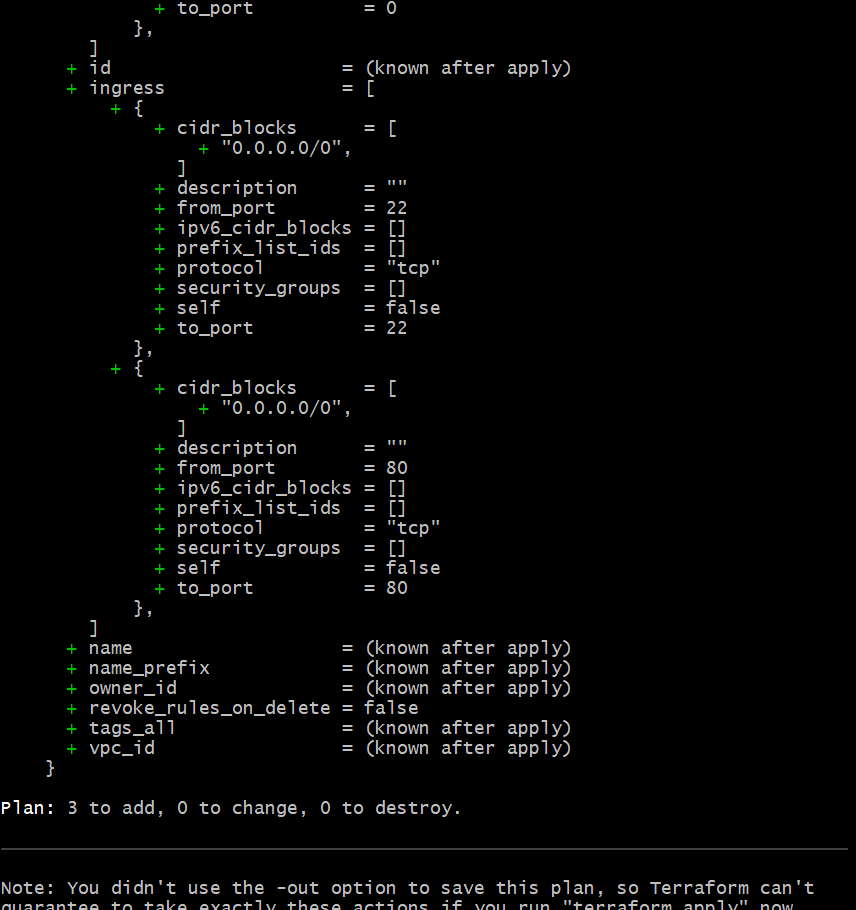 + to_port = 0
},
]
+ id = (known after apply)
+ ingress = [
+ {
+ cidr_blocks = [
+ "0.0.0.0/0",
]
+ description = ""
+ from_port = 22
+ ipv6_cidr_blocks = []
+ prefix_list_ids = []
+ protocol = "tcp"
+ security_groups = []
+ self = false
+ to_port = 22
},
+ {
+ cidr_blocks = [
+ "0.0.0.0/0",
]
+ description = ""
+ from_port = 80
+ ipv6_cidr_blocks = []
+ prefix_list_ids = []
+ protocol = "tcp"
+ security_groups = []
+ self = false
+ to_port = 80
},
]
+ name = (known after apply)
+ name_prefix = (known after apply)
+ owner_id = (known after apply)
+ revoke_rules_on_delete = false
+ tags_all = (known after apply)
+ vpc_id = (known after apply)
}
Plan: 3 to add, 0 to change, 0 to destroy.
Note: You didn't use the -out option to save this plan, so Terraform can't
guarantee to take exactly these actions if you run "terraform apply" now